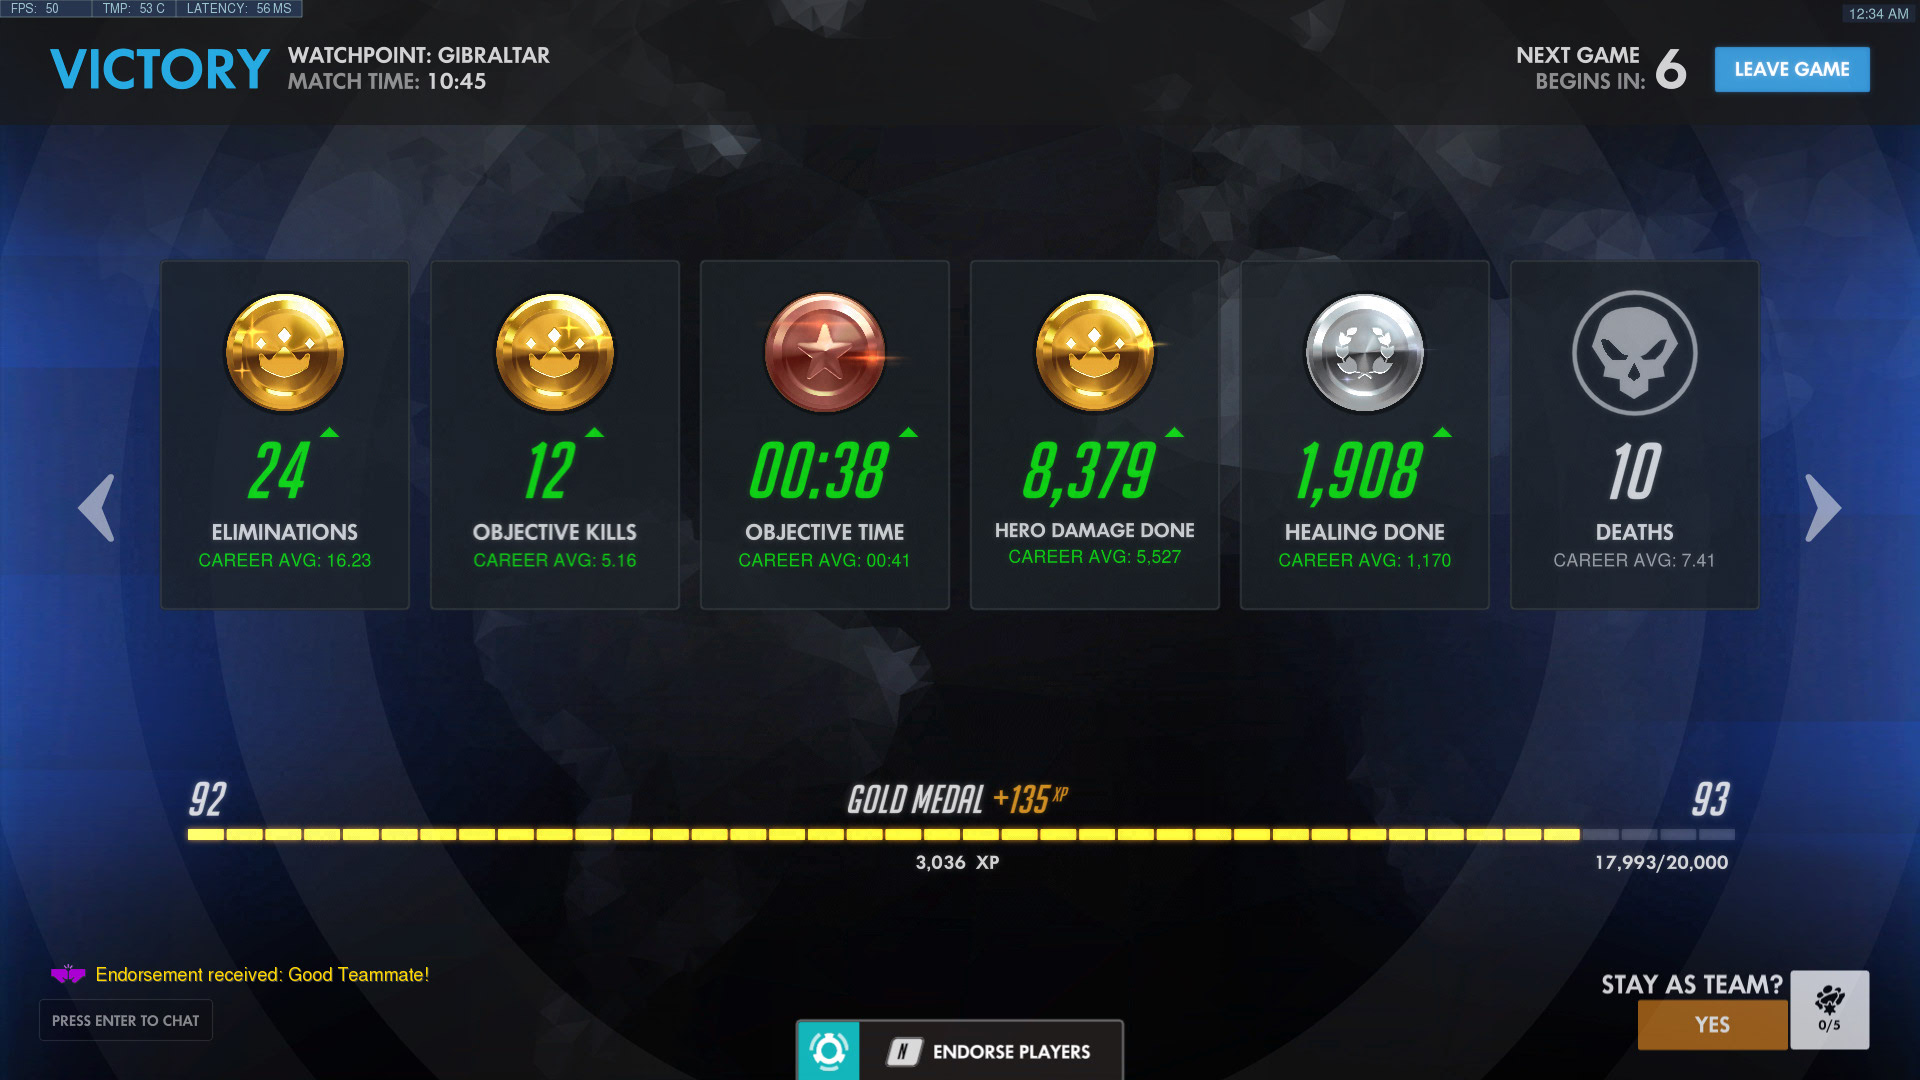 FPS: 50 TMP: 53 C LATENCY: 56 MS
12:34 AM
VICTORY
WATCHPOINT: GIBRALTAR
MATCH TIME: 10:45
NEXT GAME
BEGINS IN: 6
LEAVE GAME
24
ELIMINATIONS
CAREER AVG: 16.23
12
OBJECTIVE KILLS
CAREER AVG: 5.16
00:38
OBJECTIVE TIME
CAREER AVG: 00:41
8,379
HERO DAMAGE DONE
CAREER AVG: 5,527
1,908
HEALING DONE
CAREER AVG: 1,170
10
DEATHS
CAREER AVG: 7.41
92
GOLD MEDAL +135 XP
93
3,036 XP
17,993/20,000
Endorsement received: Good Teammate!
PRESS ENTER TO CHAT
N ENDORSE PLAYERS
STAY AS TEAM?
YES
0/5